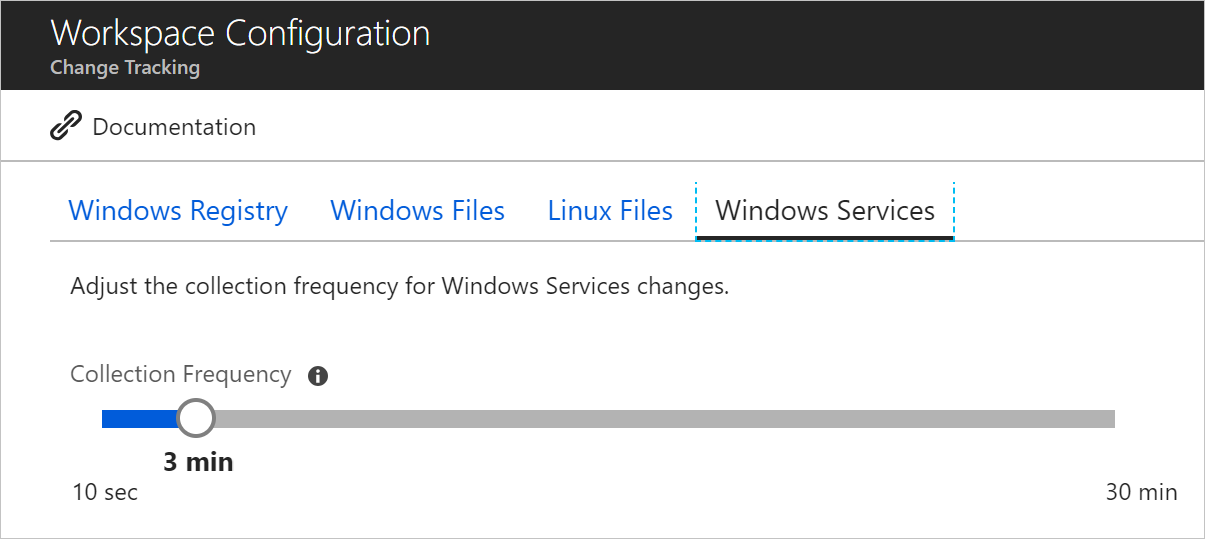 Workspace Configuration
Change Tracking
Documentation
Windows Registry Windows Files Linux Files Windows Services
Adjust the collection frequency for Windows Services changes.
Collection Frequency
3 min
10 sec 30 min